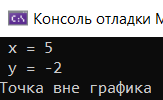 Консоль отладки M
x = 5
y = -2
Точка вне графика